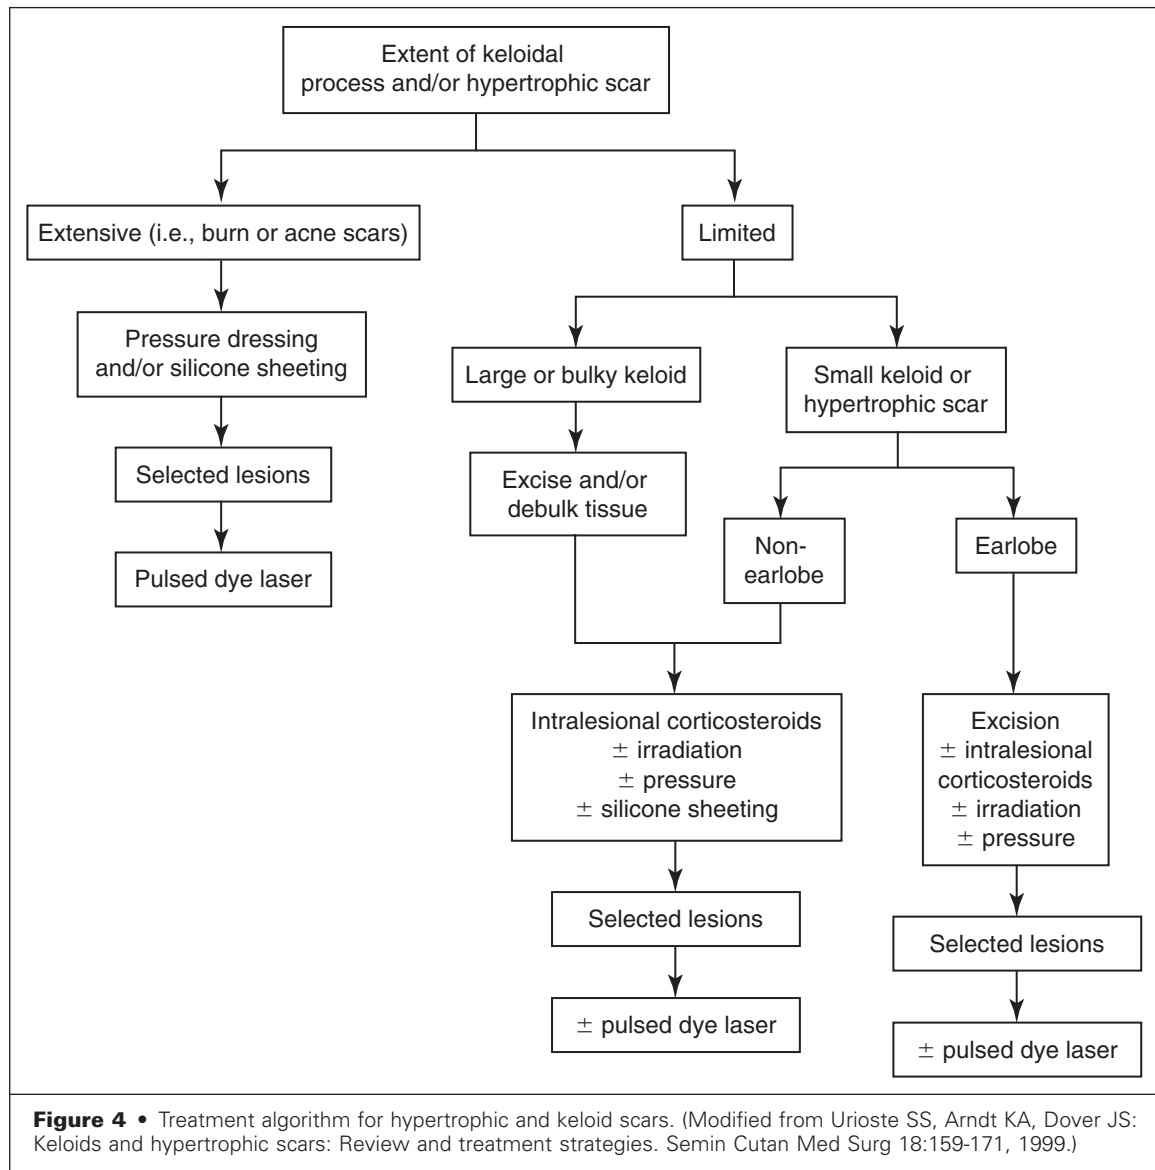 Extent of keloidal
process and/or hypertrophic scar
Extensive (i.e., burn or acne scars)
Limited
Pressure dressing
and/or silicone sheeting
Large or bulky keloid
Small keloid or
hypertrophic scar
Selected lesions
Excise and/or
debulk tissue
Non-
earlobe
Earlobe
Pulsed dye laser
Intralesional corticosteroids
± irradiation
± pressure
± silicone sheeting
Excision
± intralesional
corticosteroids
± irradiation
± pressure
Selected lesions
Selected lesions
± pulsed dye laser
± pulsed dye laser
Figure 4 • Treatment algorithm for hypertrophic and keloid scars. (Modified from Urioste SS, Arndt KA, Dover JS:
Keloids and hypertrophic scars: Review and treatment strategies. Semin Cutan Med Surg 18:159-171, 1999.)